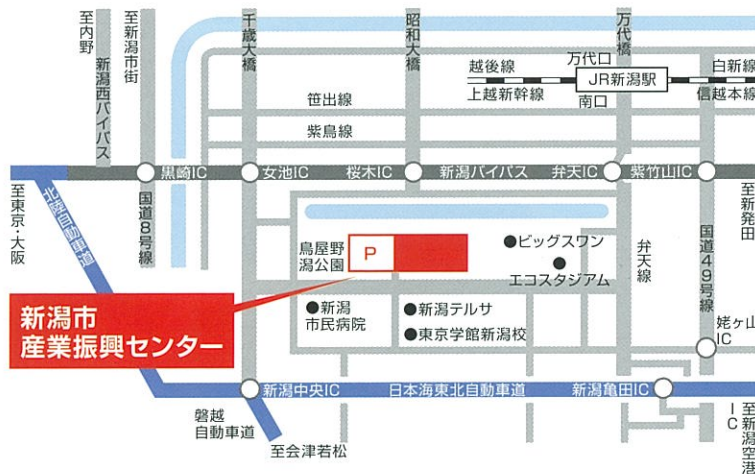 至内野
新潟西バイパス
至新潟市街
千歳大橋
昭和大橋
万代橋
万代口
越後線
上越新幹線
JR新潟駅
南口
白新線
信越本線
笹出線
紫鳥線
黒崎IC
女池IC
桜木IC
新潟バイパス
弁天IC
紫竹山IC
至東京・大阪
北陸自動車道
国道8号線
至新発田
国道49号線
弁天線
鳥屋野
潟公園
P
●ビッグスワン
●
エコスタジアム
新潟市
産業振興センター
●新潟
市民病院
●新潟テルサ
●東京学館新潟校
姥ヶ山
IC
新潟中央IC
日本海東北自動車道
新潟亀田IC
磐越
自動車道
至会津若松
至新潟空港
IC